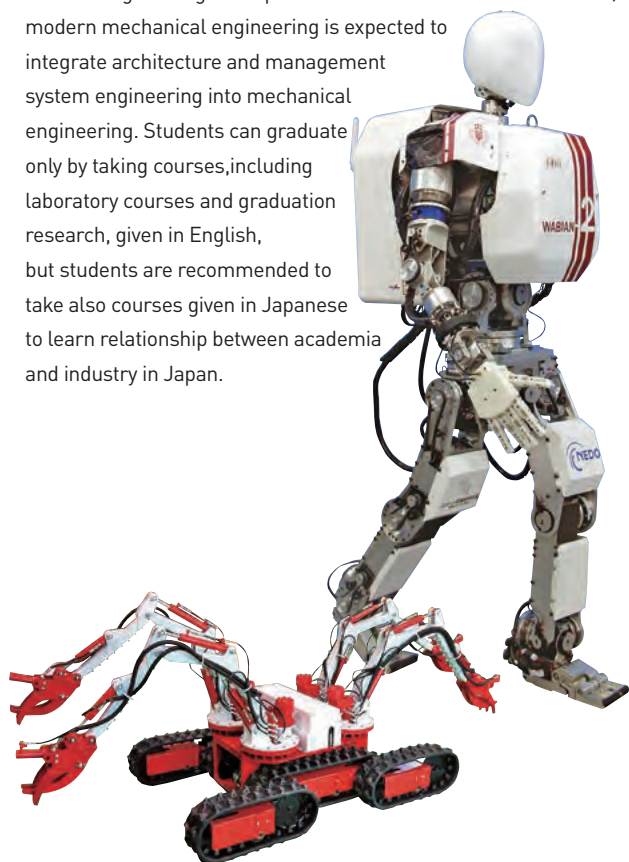 modern mechanical engineering is expected to
integrate architecture and management
system engineering into mechanical
engineering. Students can graduate
only by taking courses,including
laboratory courses and graduation
research, given in English,
but students are recommended to
take also courses given in Japanese
to learn relationship between academia
and industry in Japan.
WABIAN-2
NEDO